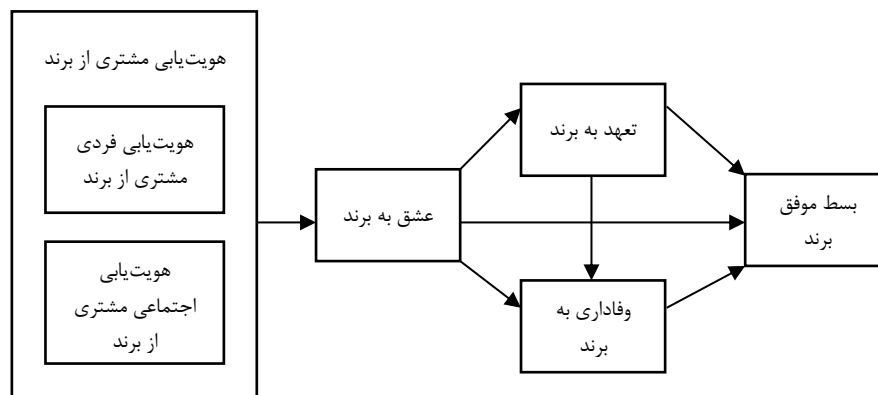 هویت‌یابی مشتری از برند
هویت‌یابی فردی
مشتری از برند
هویت‌یابی
اجتماعی مشتری
از برند
عشق به برند
تعهد به برند
وفاداری به
برند
بسط موفق
برند